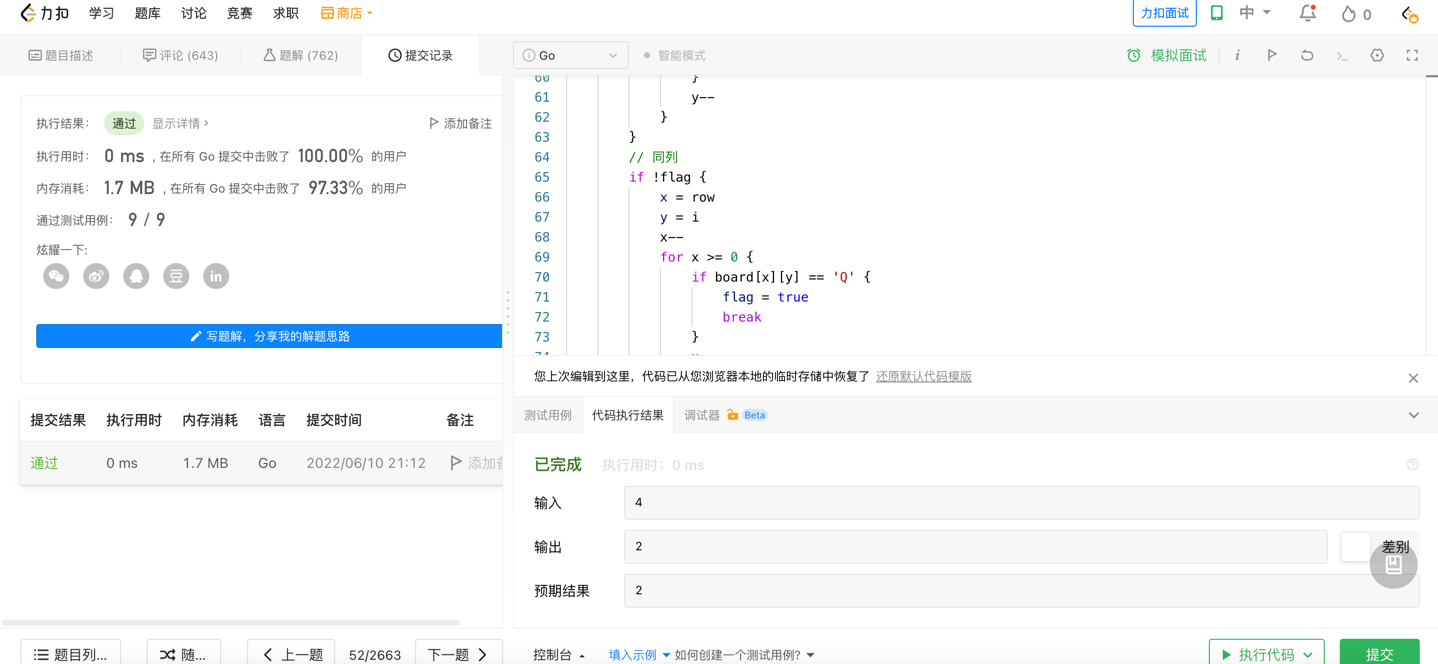 力扣 学习 题库 讨论 竞赛 求职 商店 力扣面试 中 0
题目描述 评论 (643) 题解 (762) 提交记录
执行结果： 通过 显示详情 › 添加备注
执行用时： 0 ms , 在所有 Go 提交中击败了 100.00% 的用户
内存消耗： 1.7 MB , 在所有 Go 提交中击败了 97.33% 的用户
通过测试用例： 9 / 9
炫耀一下:
豆 in
写题解，分享我的解题思路
提交结果 执行用时 内存消耗 语言 提交时间 备注
通过 0 ms 1.7 MB Go 2022/06/10 21:12 添加
题目列... 随... 上一题 52/2663 下一题
Go 智能模式 模拟面试 i
60 }
61 y--
62 }
63 }
64 // 同列
65 if !flag {
66 x = row
67 y = i
68 x--
69 for x >= 0 {
70 if board[x][y] == 'Q' {
71 flag = true
72 break
73 }
您上次编辑到这里，代码已从您浏览器本地的临时存储中恢复了 还原默认代码模版
测试用例 代码执行结果 调试器 Beta
已完成 执行用时：0 ms
输入 4
输出 2 差别
预期结果 2
控制台 填入示例 如何创建一个测试用例? 执行代码 提交